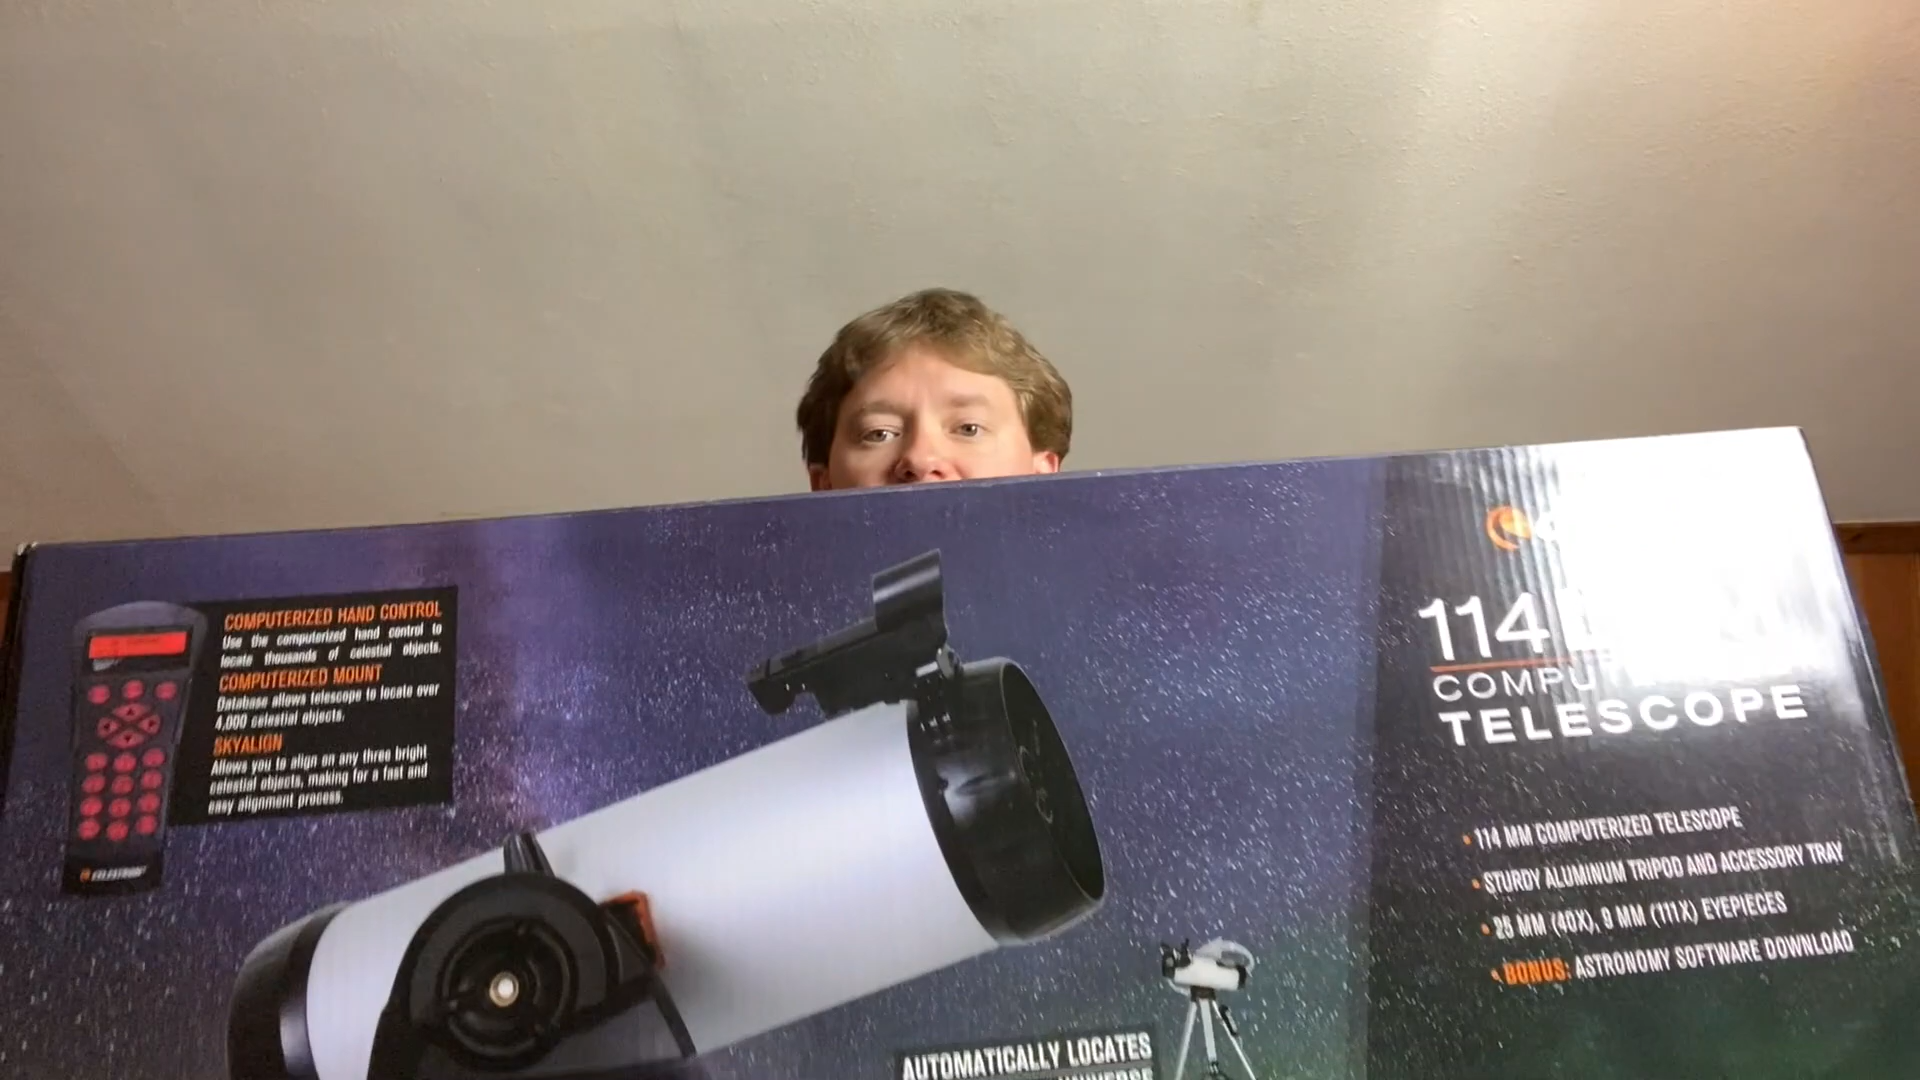 COMPUTERIZED HAND CONTROL
Use the computerized hand control to
locate thousands of celestial objects.
COMPUTERIZED MOUNT
Database allows telescope to locate over
4,000 celestial objects.
SKYALIGN
Allows you to align on any three bright
celestial objects, making for a fast and
easy alignment process.
CELESTRON
114
COMPU
TELESCOPE
• 114 MM COMPUTERIZED TELESCOPE
• STURDY ALUMINUM TRIPOD AND ACCESSORY TRAY
• 25 MM (40X), 9 MM (111X) EYEPIECES
• BONUS: ASTRONOMY SOFTWARE DOWNLOAD
AUTOMATICALLY LOCATES
UNIVERSE